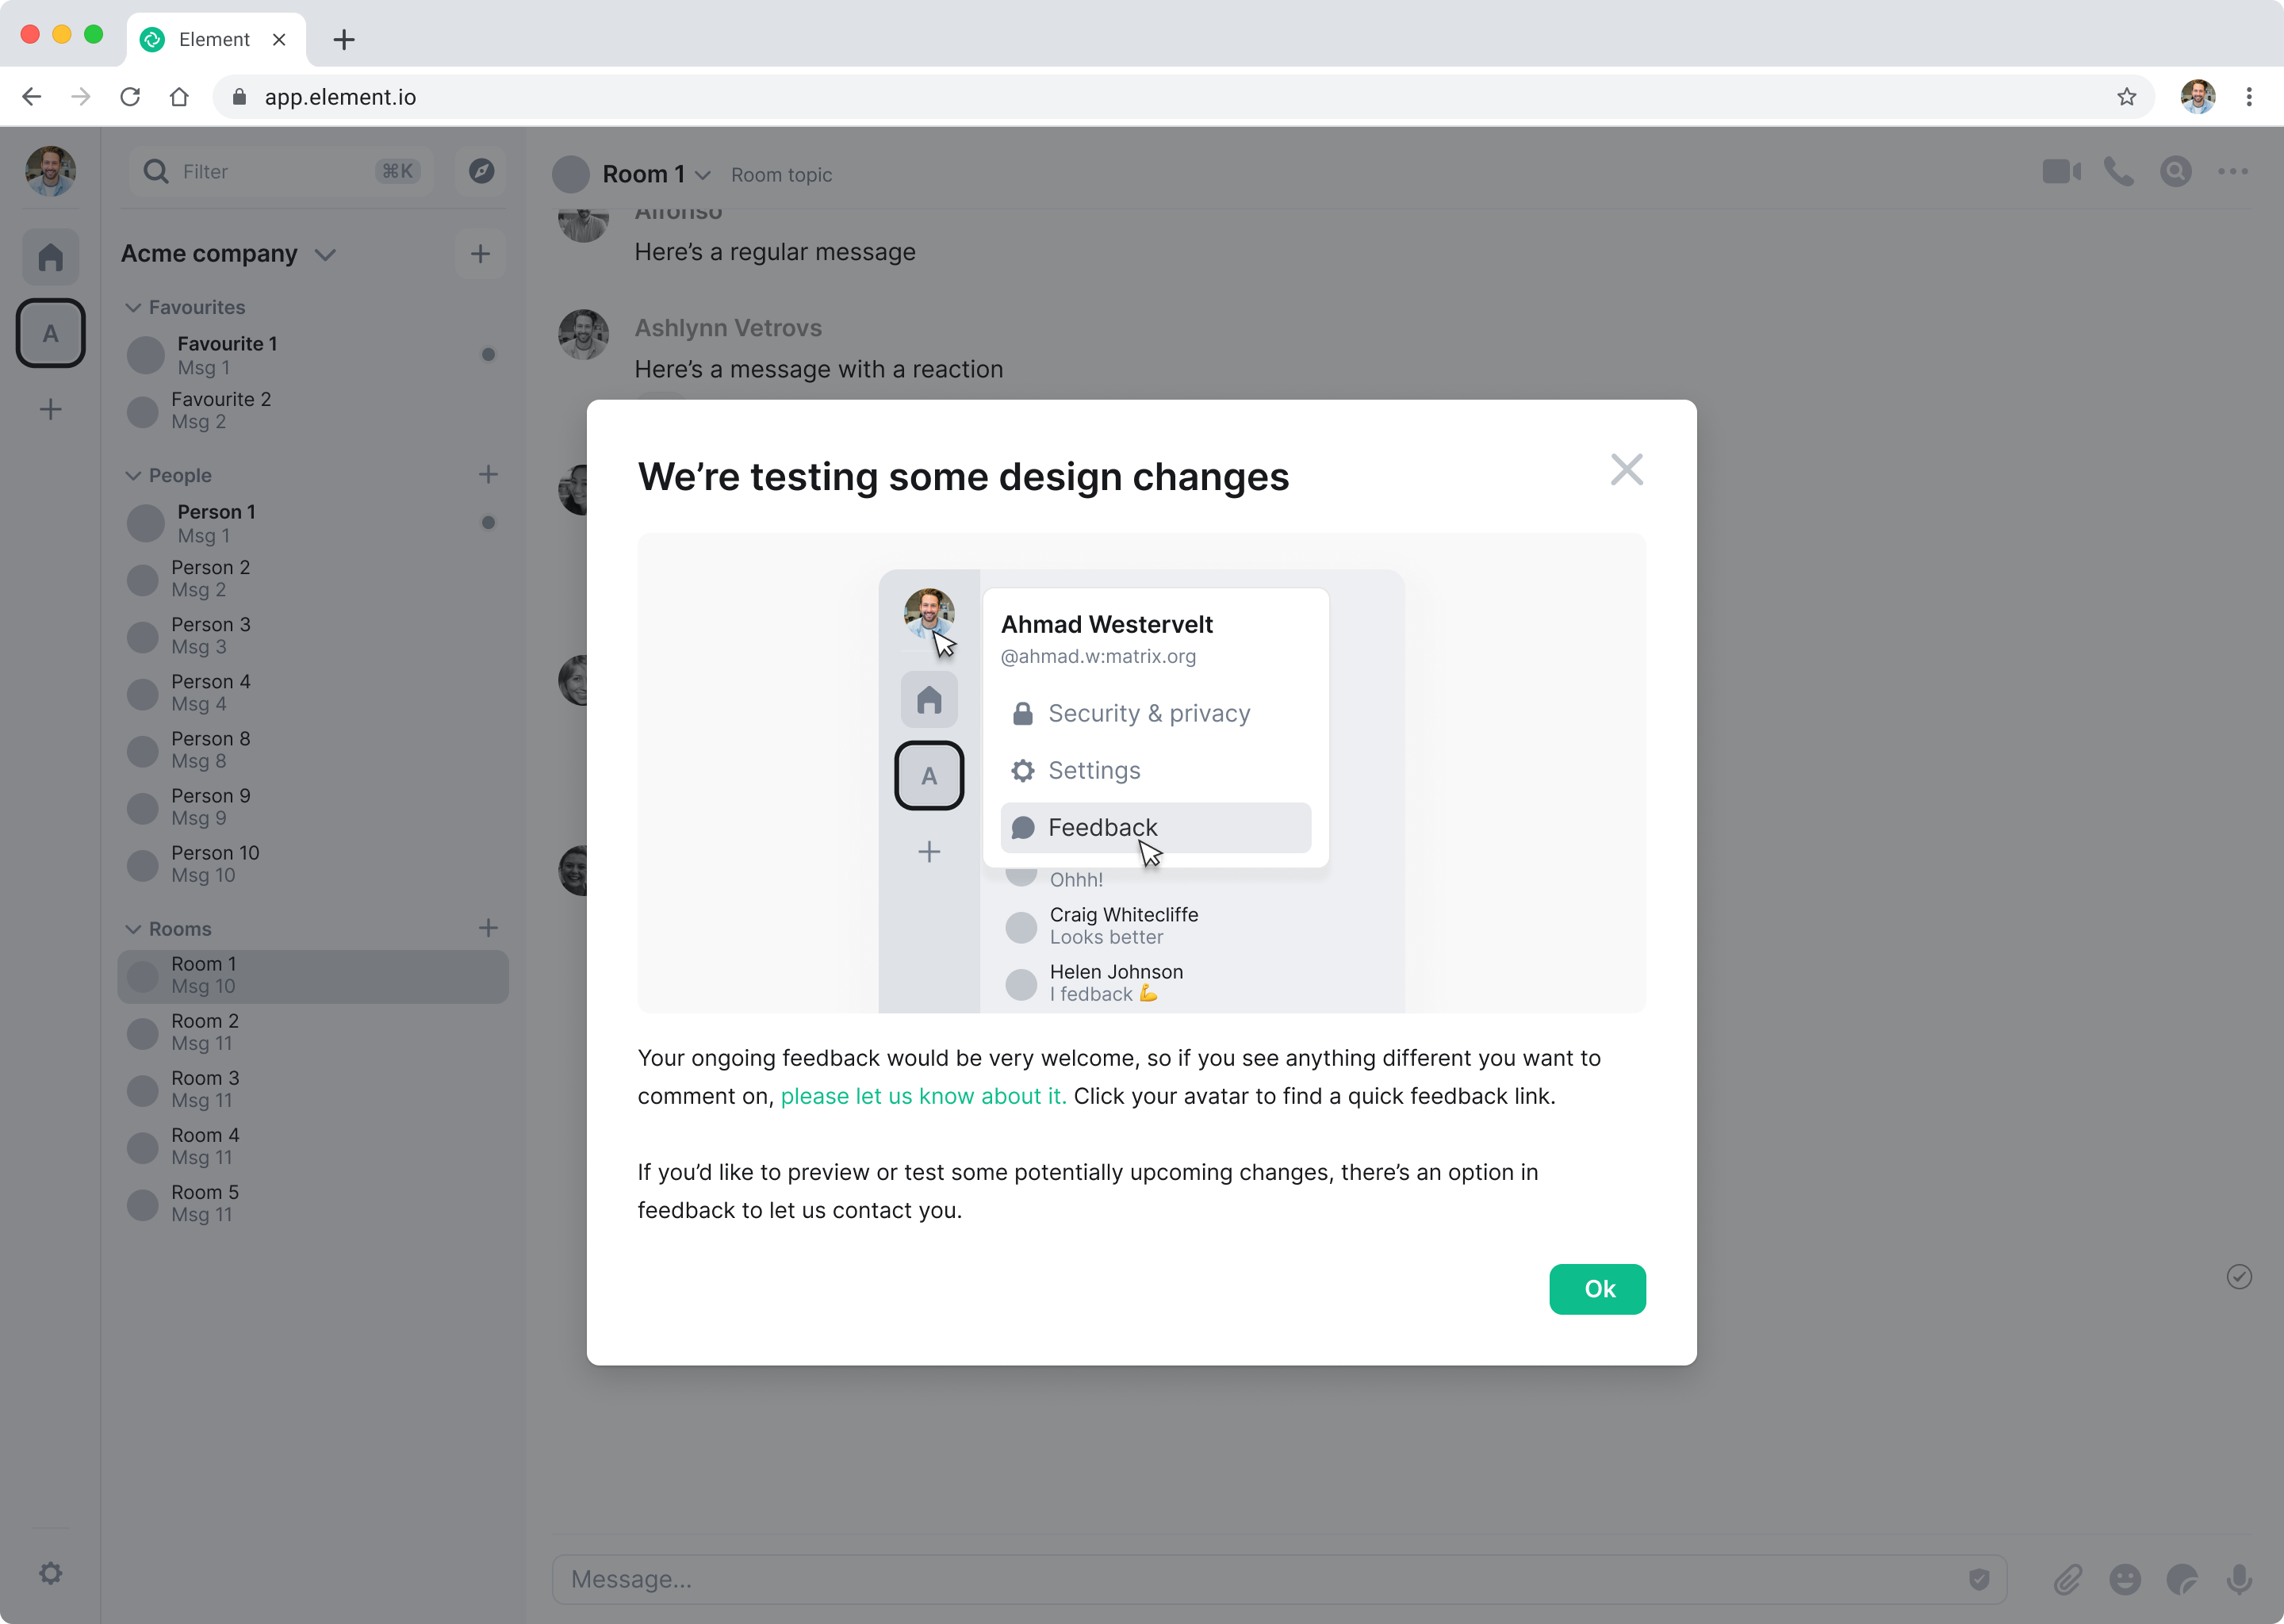 Element
app.element.io
Filter
⌘K
Acme company
Favourites
Favourite 1
Msg 1
Favourite 2
Msg 2
People
Person 1
Msg 1
Person 2
Msg 2
Person 3
Msg 3
Person 4
Msg 4
Person 8
Msg 8
Person 9
Msg 9
Person 10
Msg 10
Rooms
Room 1
Msg 10
Room 2
Msg 11
Room 3
Msg 11
Room 4
Msg 11
Room 5
Msg 11
A
Room 1
Room topic
Alfonso
Here’s a regular message
Ashlynn Vetrovs
Here’s a message with a reaction
We’re testing some design changes
Ahmad Westervelt
@ahmad.w:matrix.org
Security & privacy
Settings
Feedback
A
Ohhh!
Craig Whitecliffe
Looks better
Helen Johnson
I fedback 💪
Your ongoing feedback would be very welcome, so if you see anything different you want to
comment on, please let us know about it. Click your avatar to find a quick feedback link.
If you’d like to preview or test some potentially upcoming changes, there’s an option in
feedback to let us contact you.
Ok
Message...